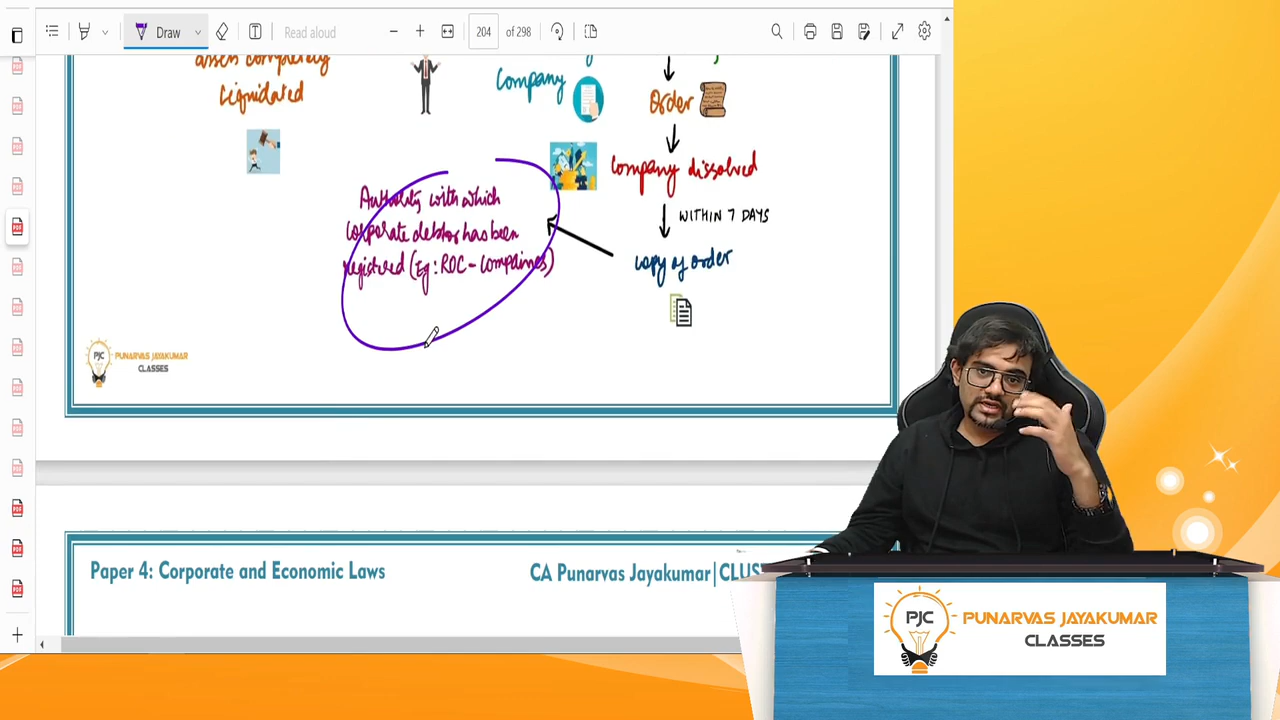 Draw
Read aloud
204 of 298
assets completely
liquidated
Company
Order
Company dissolved
WITHIN 7 DAYS
copy of order
Authority with which
corporate debtor has been
registered (Eg: ROC - Companies)
PJC PUNARVAS JAYAKUMAR
CLASSES
Paper 4: Corporate and Economic Laws
CA Punarvas Jayakumar|CLUS
PJC PUNARVAS JAYAKUMAR
CLASSES